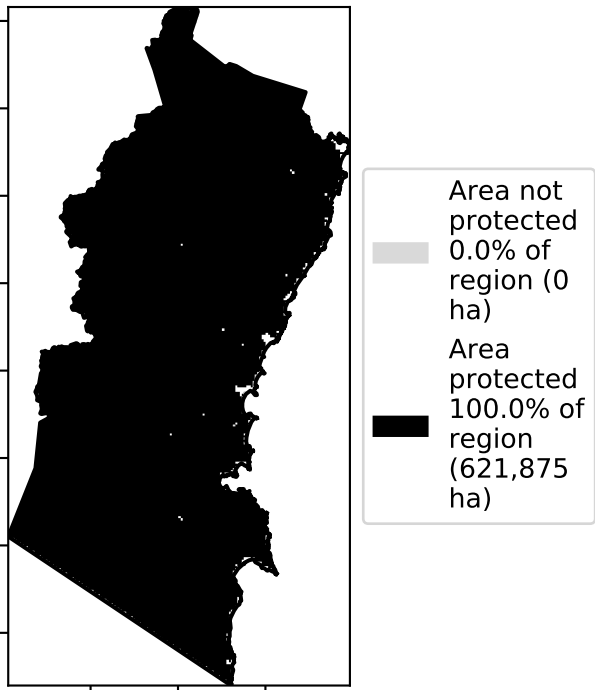 Area not
protected
0.0% of
region (0
ha)
Area
protected
100.0% of
region
(621,875
ha)